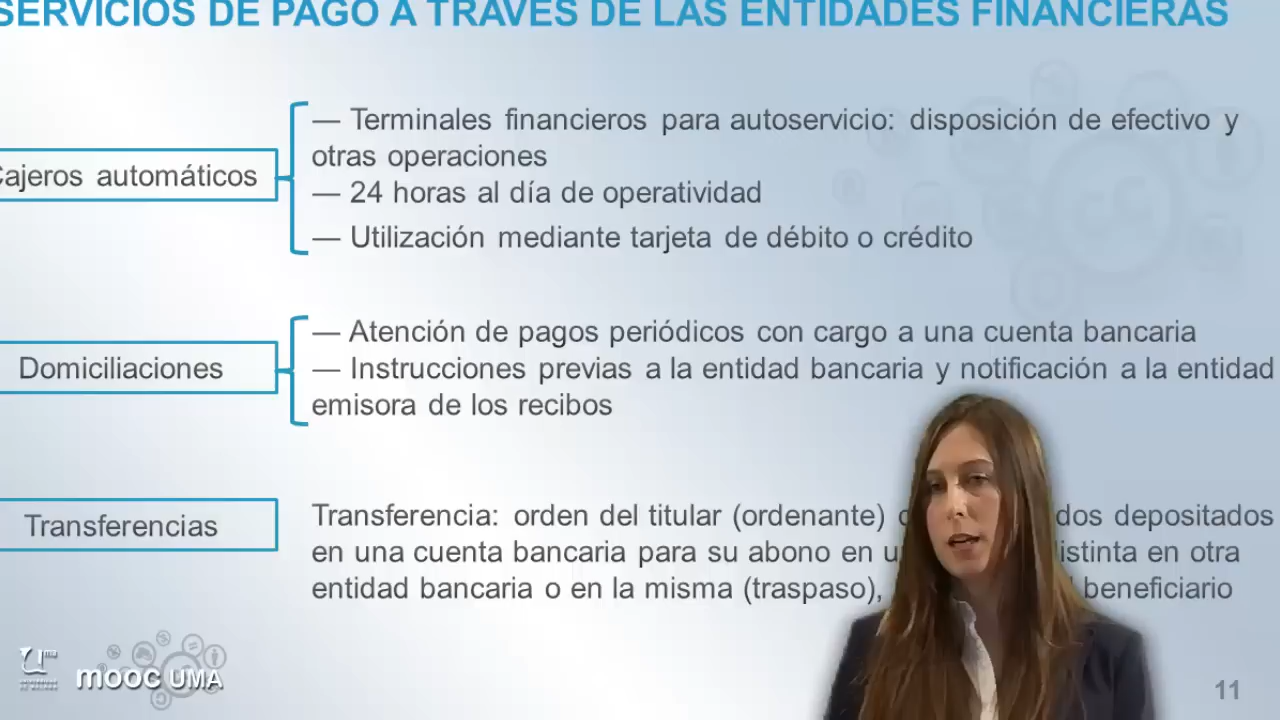 SERVICIOS DE PAGO A TRAVÉS DE LAS ENTIDADES FINANCIERAS
Cajeros automáticos
— Terminales financieros para autoservicio: disposición de efectivo y
otras operaciones
— 24 horas al día de operatividad
— Utilización mediante tarjeta de débito o crédito
Domiciliaciones
— Atención de pagos periódicos con cargo a una cuenta bancaria
— Instrucciones previas a la entidad bancaria y notificación a la entidad
emisora de los recibos
Transferencias
Transferencia: orden del titular (ordenante) dos depositados
en una cuenta bancaria para su abono en distinta en otra
entidad bancaria o en la misma (traspaso), beneficiario
uma
mooc UMA
11